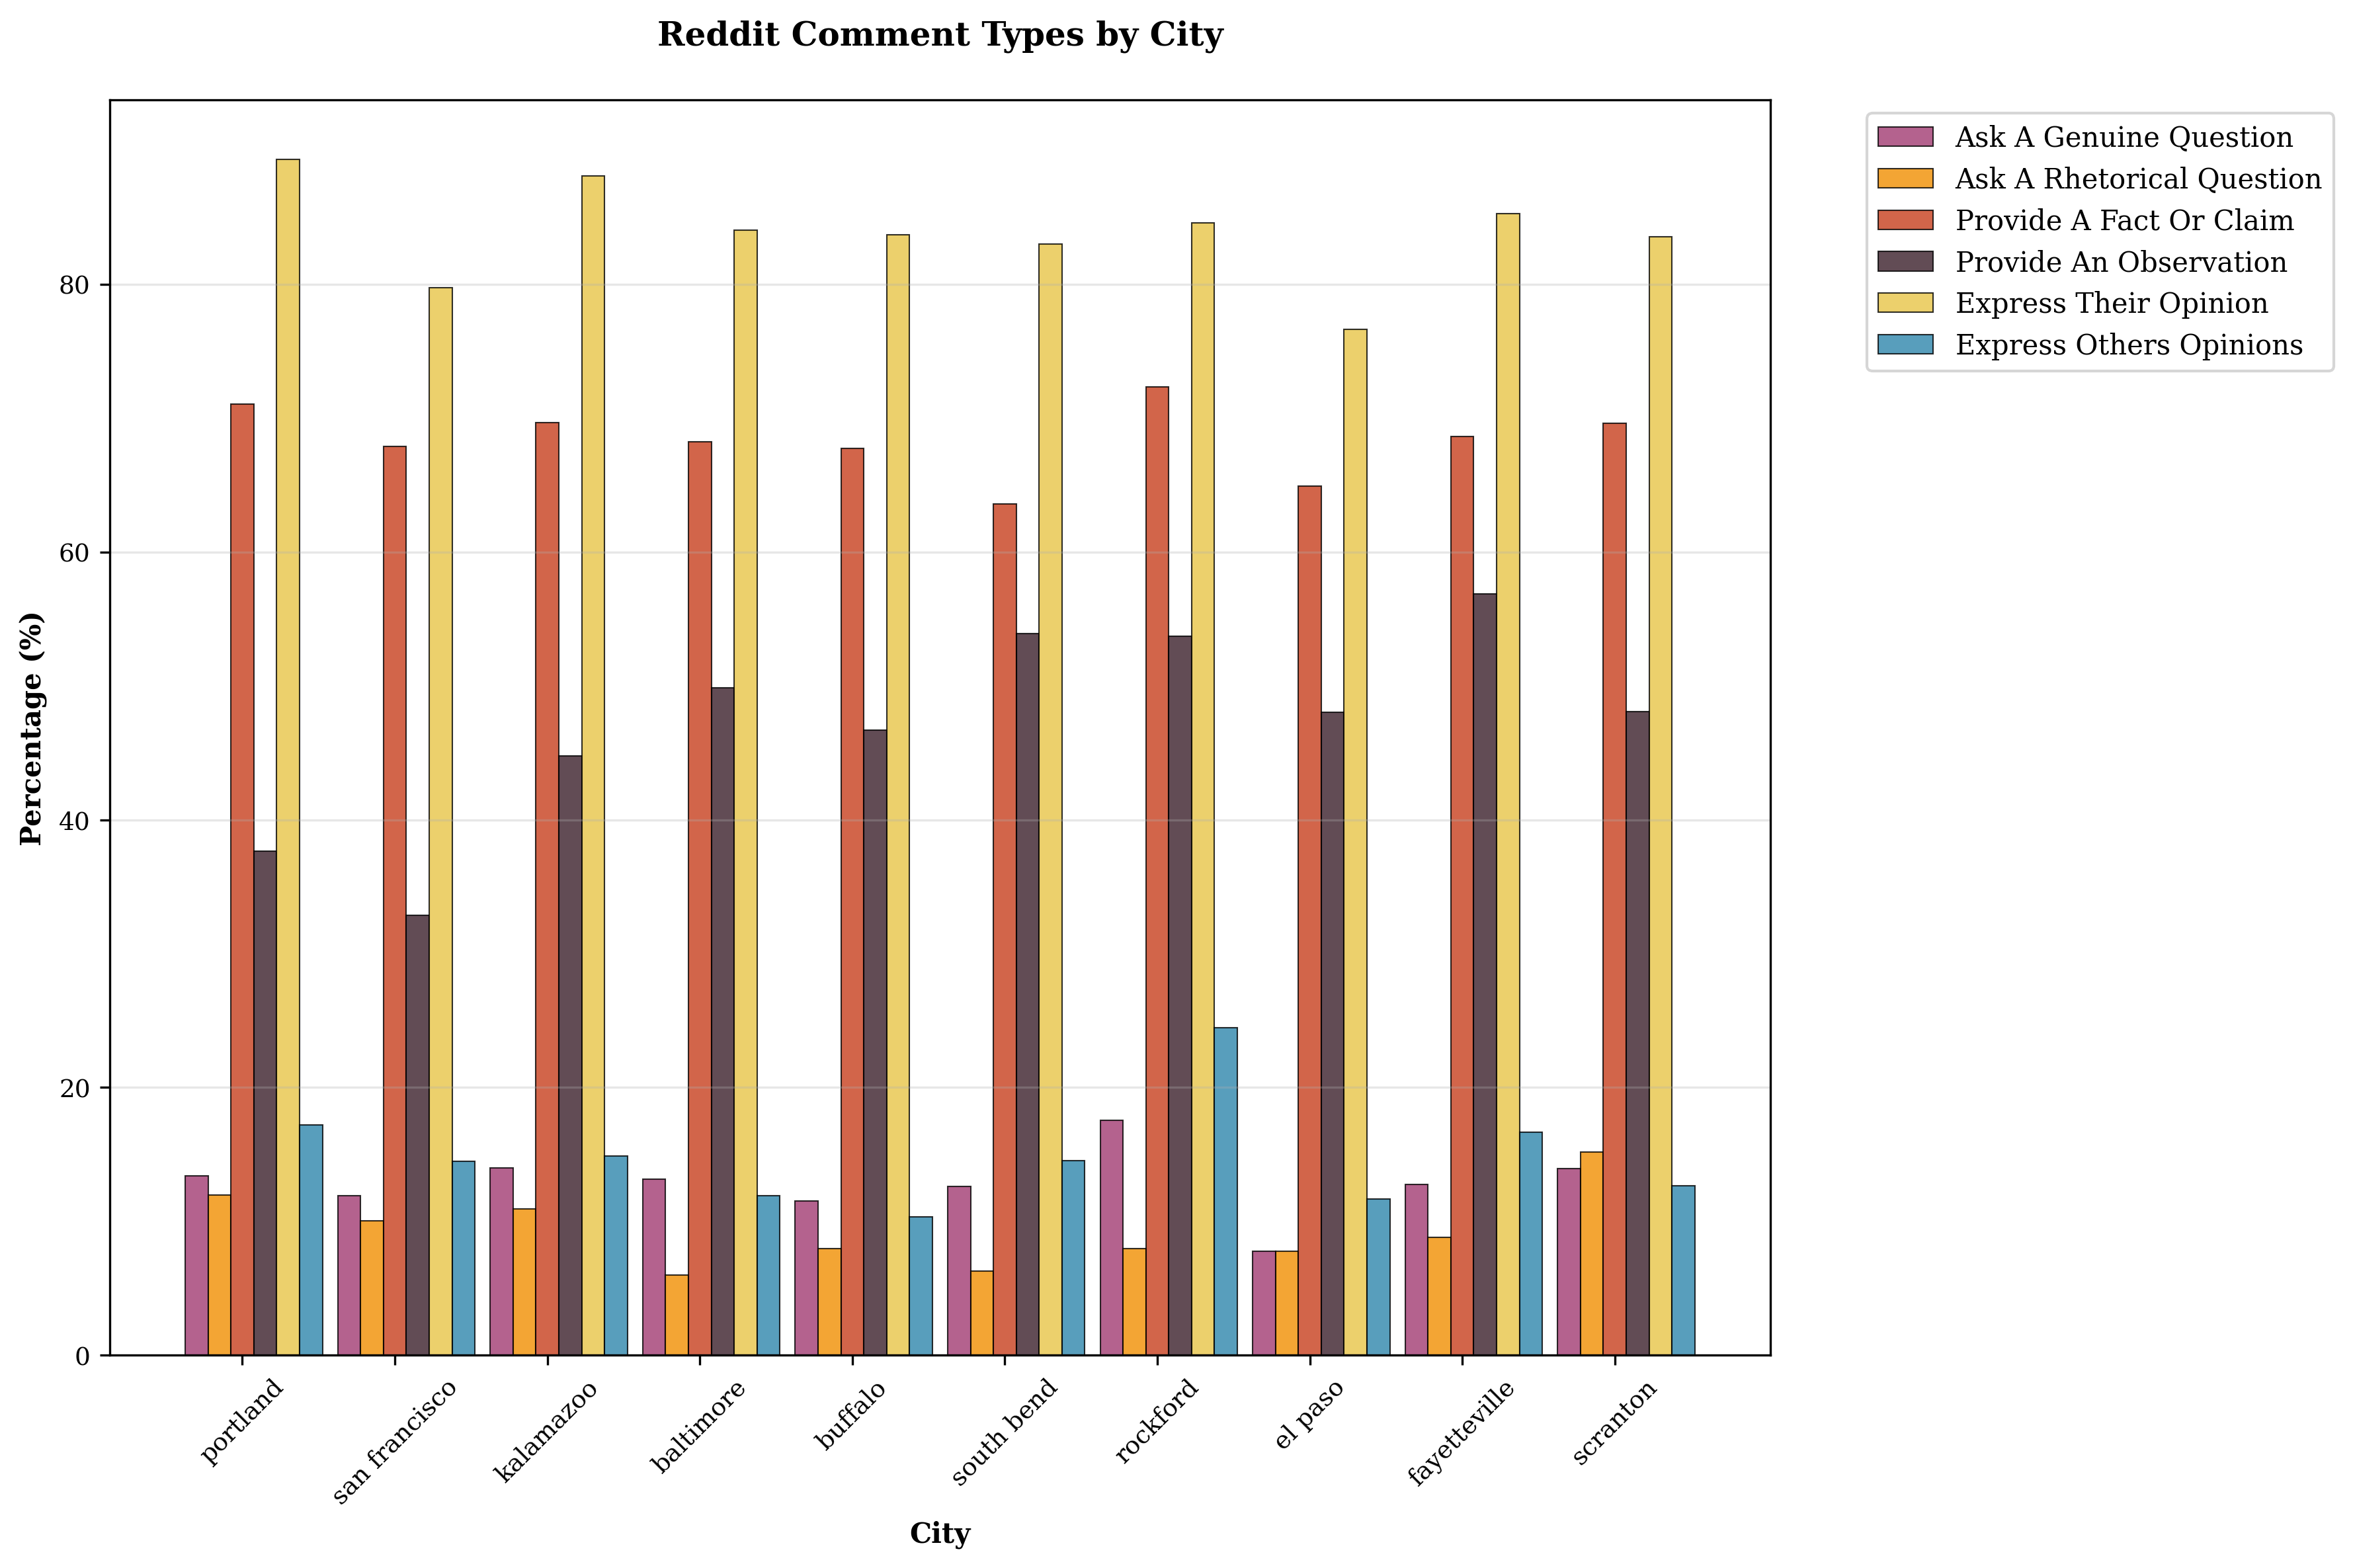 Reddit Comment Types by City
Ask A Genuine Question
Ask A Rhetorical Question
Provide A Fact Or Claim
Provide An Observation
Express Their Opinion
Express Others Opinions
Percentage (%)
80
60
40
20
0
portland
san francisco
kalamazoo
baltimore
buffalo
south bend
rockford
el paso
fayetteville
scranton
City